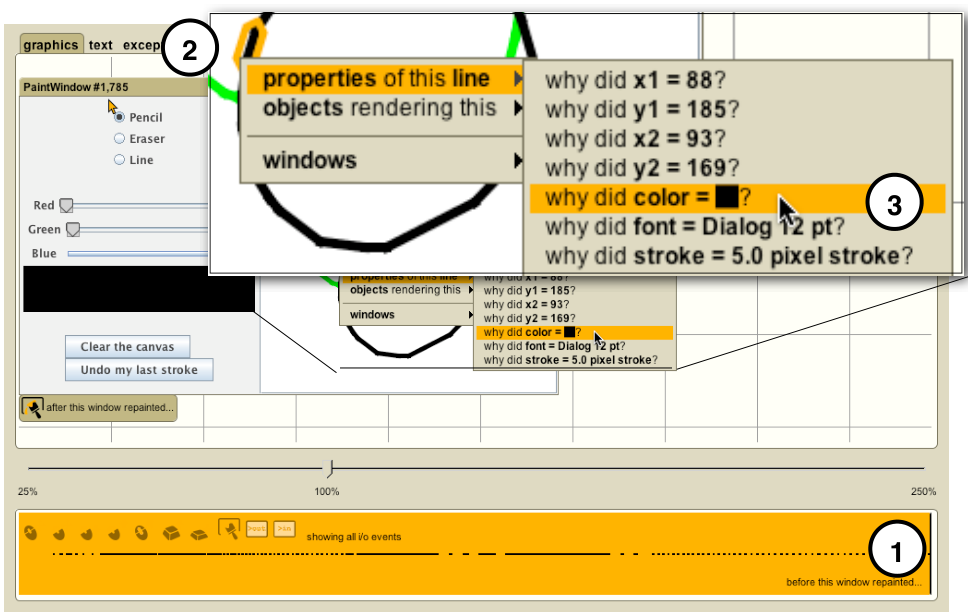 graphics text excep
2
PaintWindow #1,785
Pencil
Eraser
Line
Red
Green
Blue
Clear the canvas
Undo my last stroke
after this window repainted...
properties of this line
objects rendering this
windows
why did x1 = 88?
why did y1 = 185?
why did x2 = 93?
why did y2 = 169?
why did color = ?
why did font = Dialog 12 pt?
why did stroke = 5.0 pixel stroke?
3
properties of this line
objects rendering this
windows
why did x1 = 88?
why did y1 = 185?
why did x2 = 93?
why did y2 = 169?
why did color = ?
why did font = Dialog 12 pt?
why did stroke = 5.0 pixel stroke?
25%
100%
250%
showing all i/o events
1
before this window repainted...